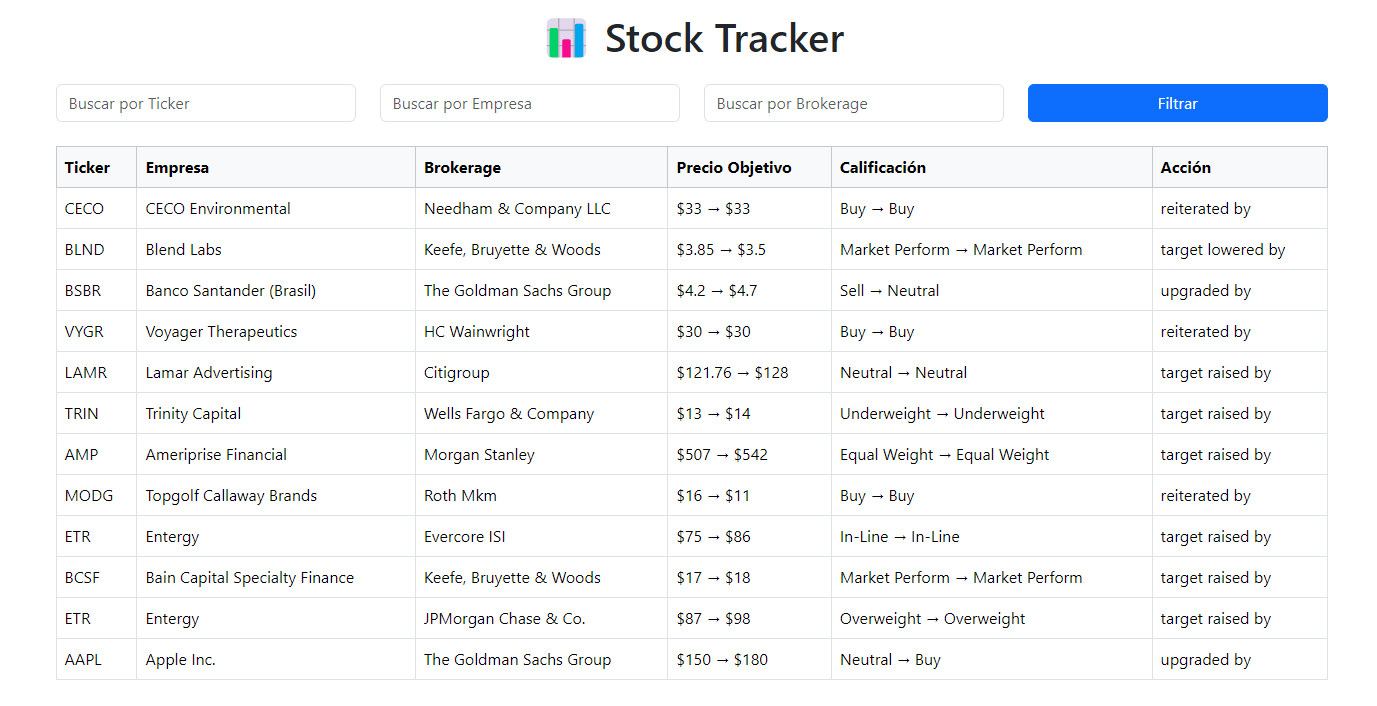 Stock Tracker
Buscar por Ticker Buscar por Empresa Buscar por Brokerage Filtrar
Ticker Empresa Brokerage Precio Objetivo Calificación Acción
CECO CECO Environmental Needham & Company LLC $33 → $33 Buy → Buy reiterated by
BLND Blend Labs Keefe, Bruyette & Woods $3.85 → $3.5 Market Perform → Market Perform target lowered by
BSBR Banco Santander (Brasil) The Goldman Sachs Group $4.2 → $4.7 Sell → Neutral upgraded by
VYGR Voyager Therapeutics HC Wainwright $30 → $30 Buy → Buy reiterated by
LAMR Lamar Advertising Citigroup $121.76 → $128 Neutral → Neutral target raised by
TRIN Trinity Capital Wells Fargo & Company $13 → $14 Underweight → Underweight target raised by
AMP Ameriprise Financial Morgan Stanley $507 → $542 Equal Weight → Equal Weight target raised by
MODG Topgolf Callaway Brands Roth Mkm $16 → $11 Buy → Buy reiterated by
ETR Entergy Evercore ISI $75 → $86 In-Line → In-Line target raised by
BCSF Bain Capital Specialty Finance Keefe, Bruyette & Woods $17 → $18 Market Perform → Market Perform target raised by
ETR Entergy JPMorgan Chase & Co. $87 → $98 Overweight → Overweight target raised by
AAPL Apple Inc. The Goldman Sachs Group $150 → $180 Neutral → Buy upgraded by